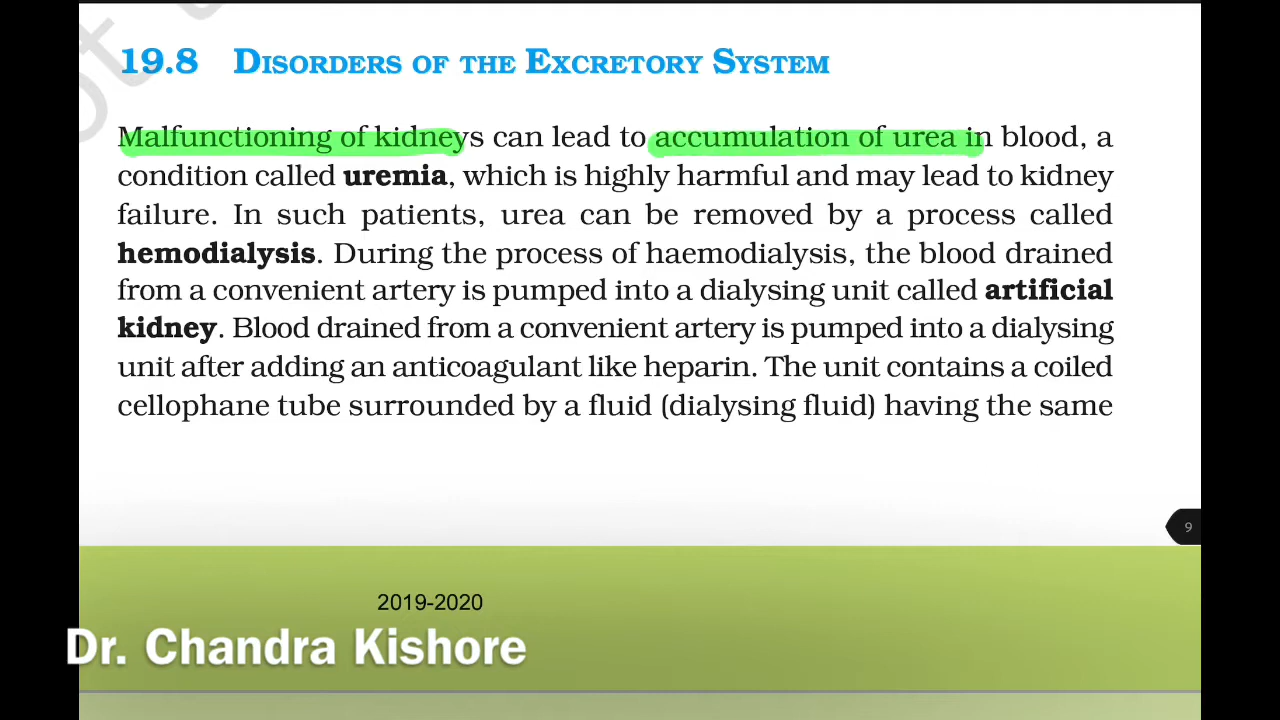 19.8 Disorders of the Excretory System
Malfunctioning of kidneys can lead to accumulation of urea in blood, a
condition called uremia, which is highly harmful and may lead to kidney
failure. In such patients, urea can be removed by a process called
hemodialysis. During the process of haemodialysis, the blood drained
from a convenient artery is pumped into a dialysing unit called artificial
kidney. Blood drained from a convenient artery is pumped into a dialysing
unit after adding an anticoagulant like heparin. The unit contains a coiled
cellophane tube surrounded by a fluid (dialysing fluid) having the same
9
2019-2020
Dr. Chandra Kishore